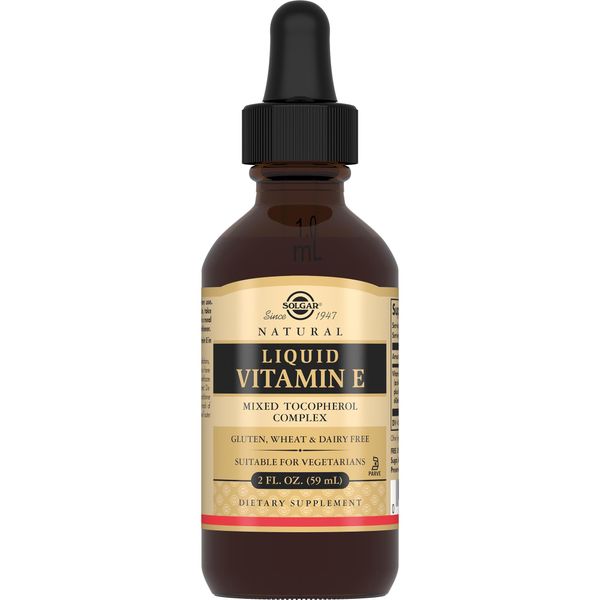 1.0
mL
SOLGAR®
Since 1947
NATURAL
LIQUID
VITAMIN E
MIXED TOCOPHEROL
COMPLEX
GLUTEN, WHEAT & DAIRY FREE
SUITABLE FOR VEGETARIANS
PARVE
2 FL. OZ. (59 mL)
DIETARY SUPPLEMENT